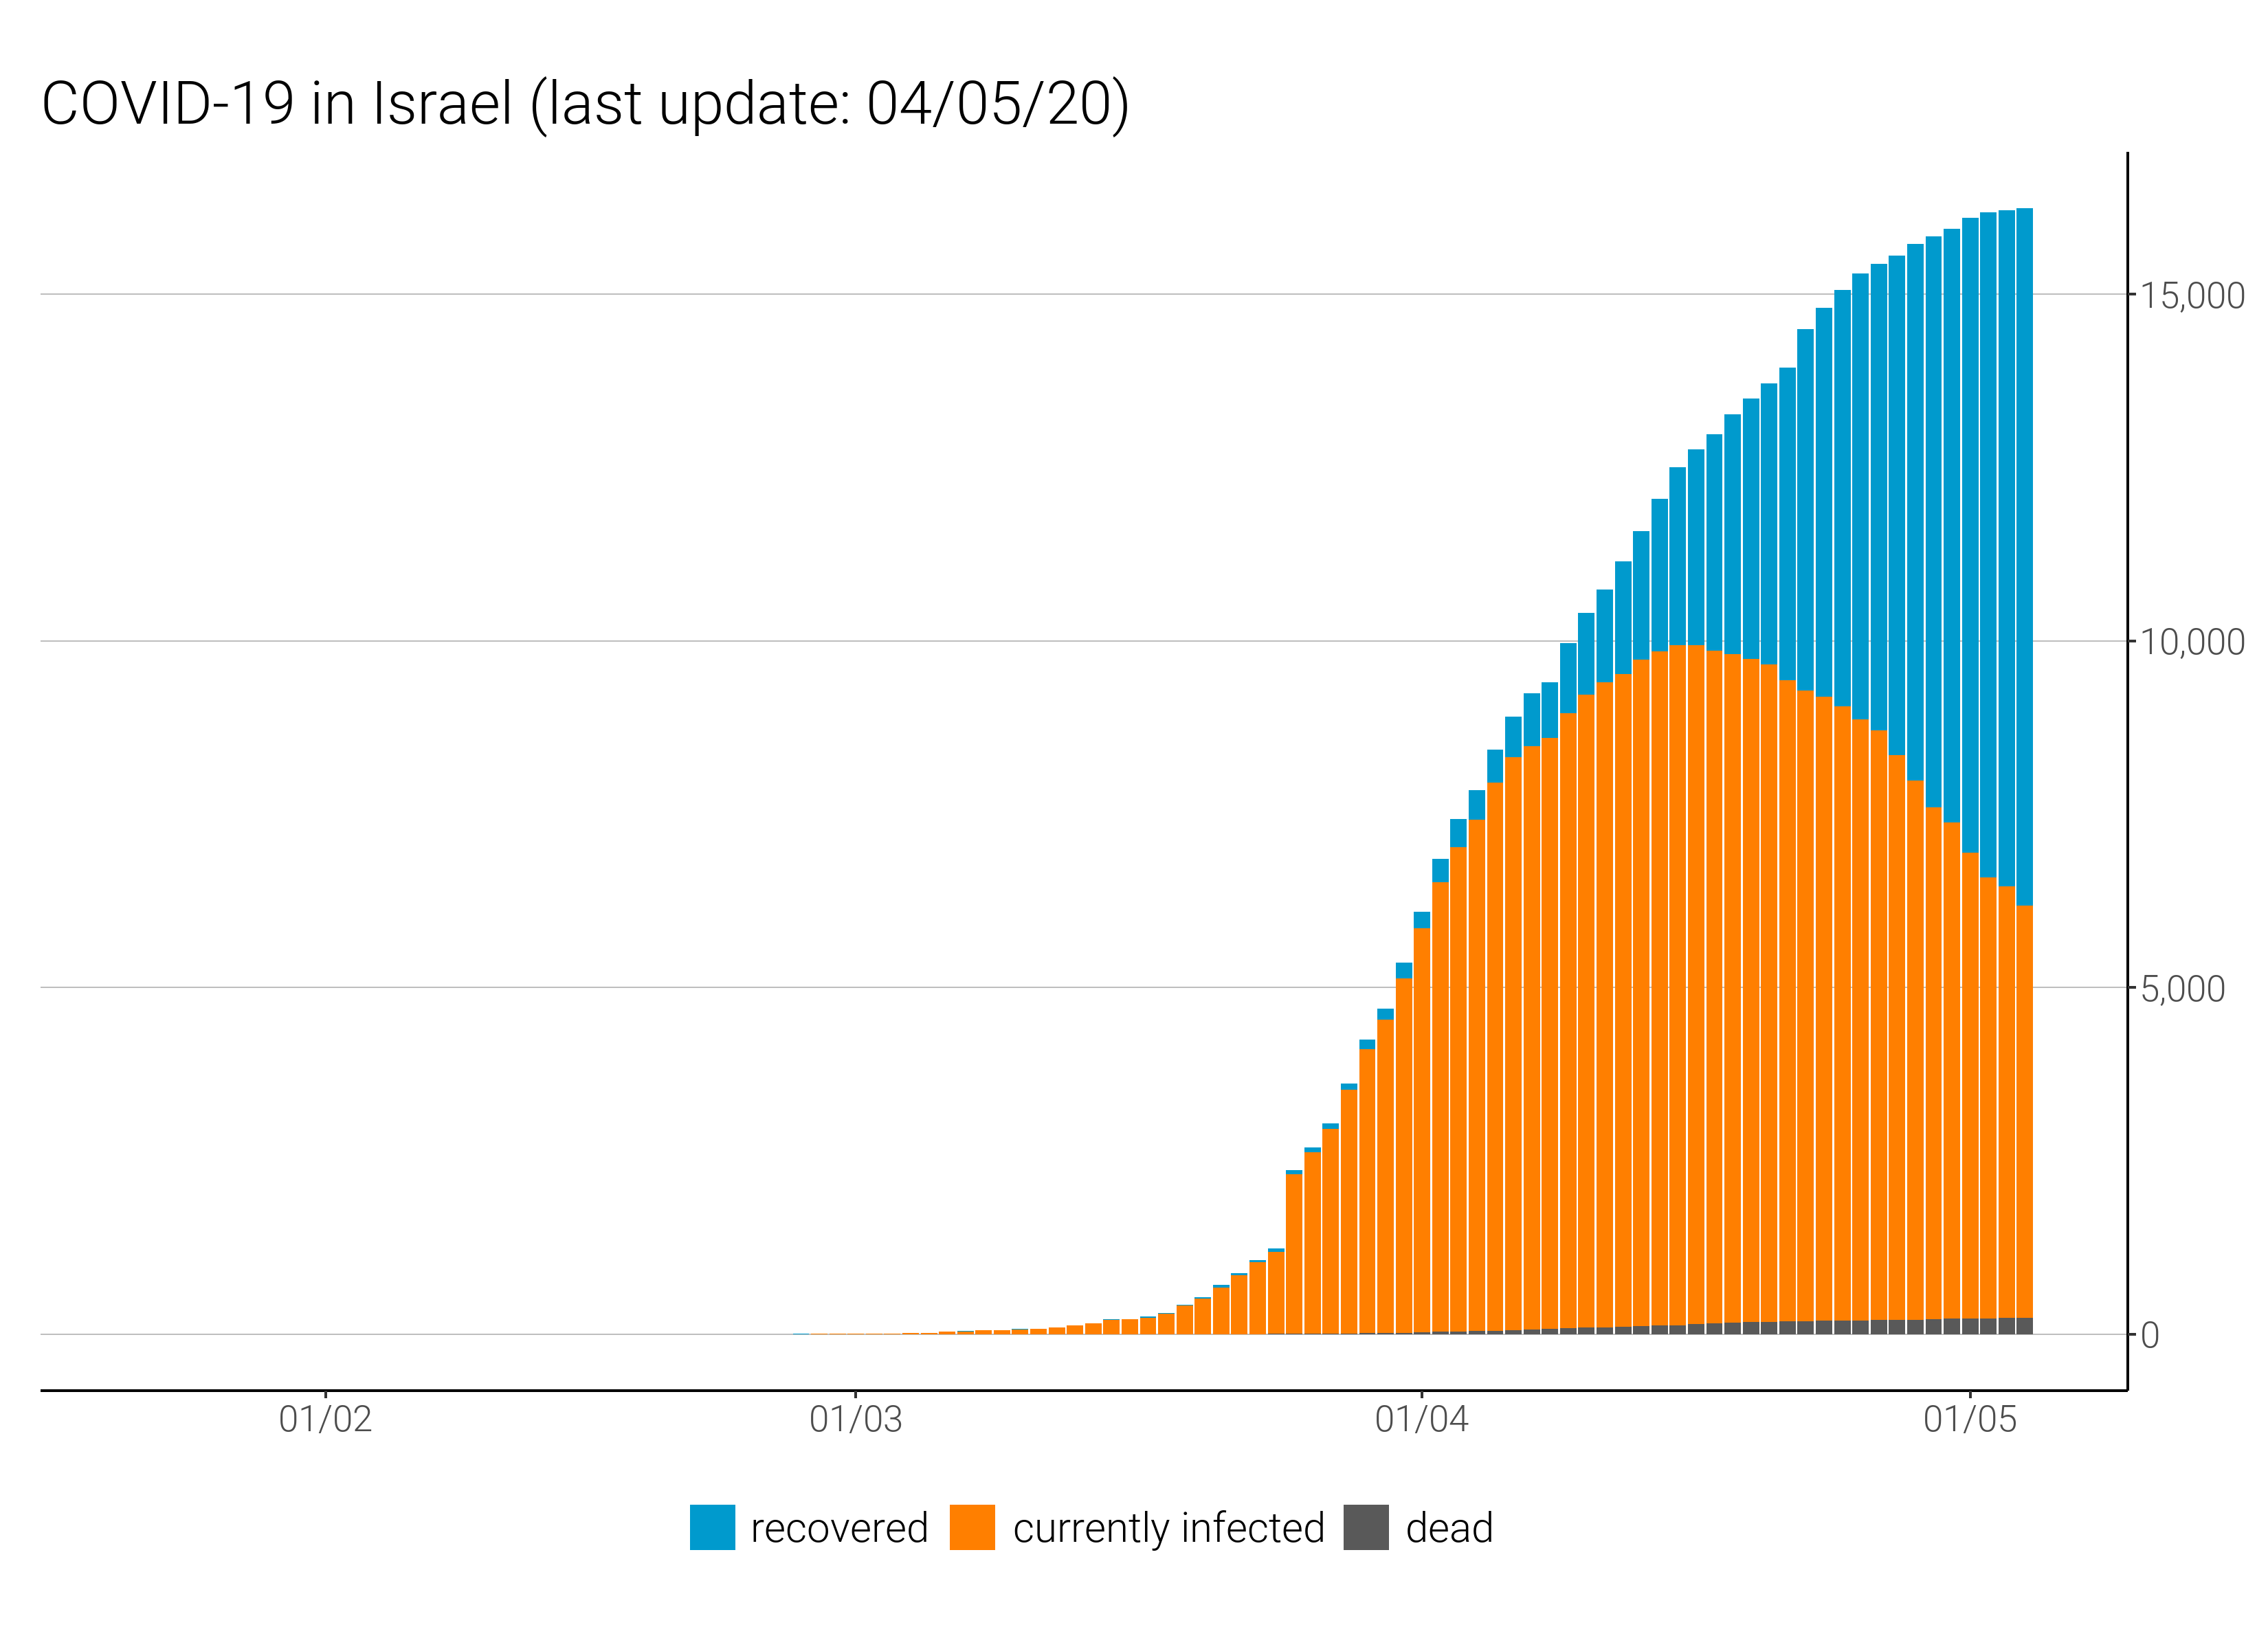 COVID-19 in Israel (last update: 04/05/20)
15,000
10,000
5,000
0
01/02 01/03 01/04 01/05
recovered currently infected dead